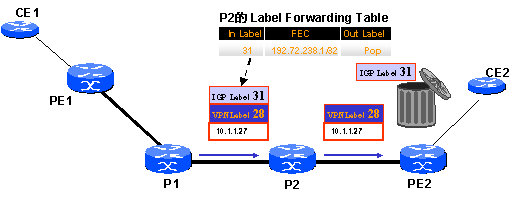 CE1
P2的 Label Forwarding Table
In Label FEC Out Label
31 192.72.238.1/32 Pop
PE1
IGP Label 31
CE2
IGP Label 31
VPN Label 28
VPN Label 28
10.1.1.27
10.1.1.27
P1
P2
PE2